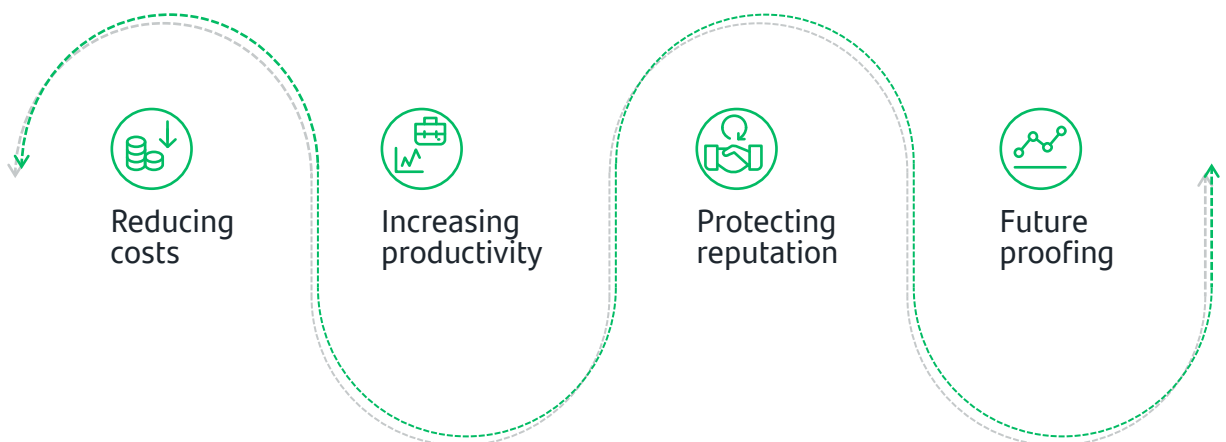 Reducing
costs
Increasing
productivity
Protecting
reputation
Future
proofing